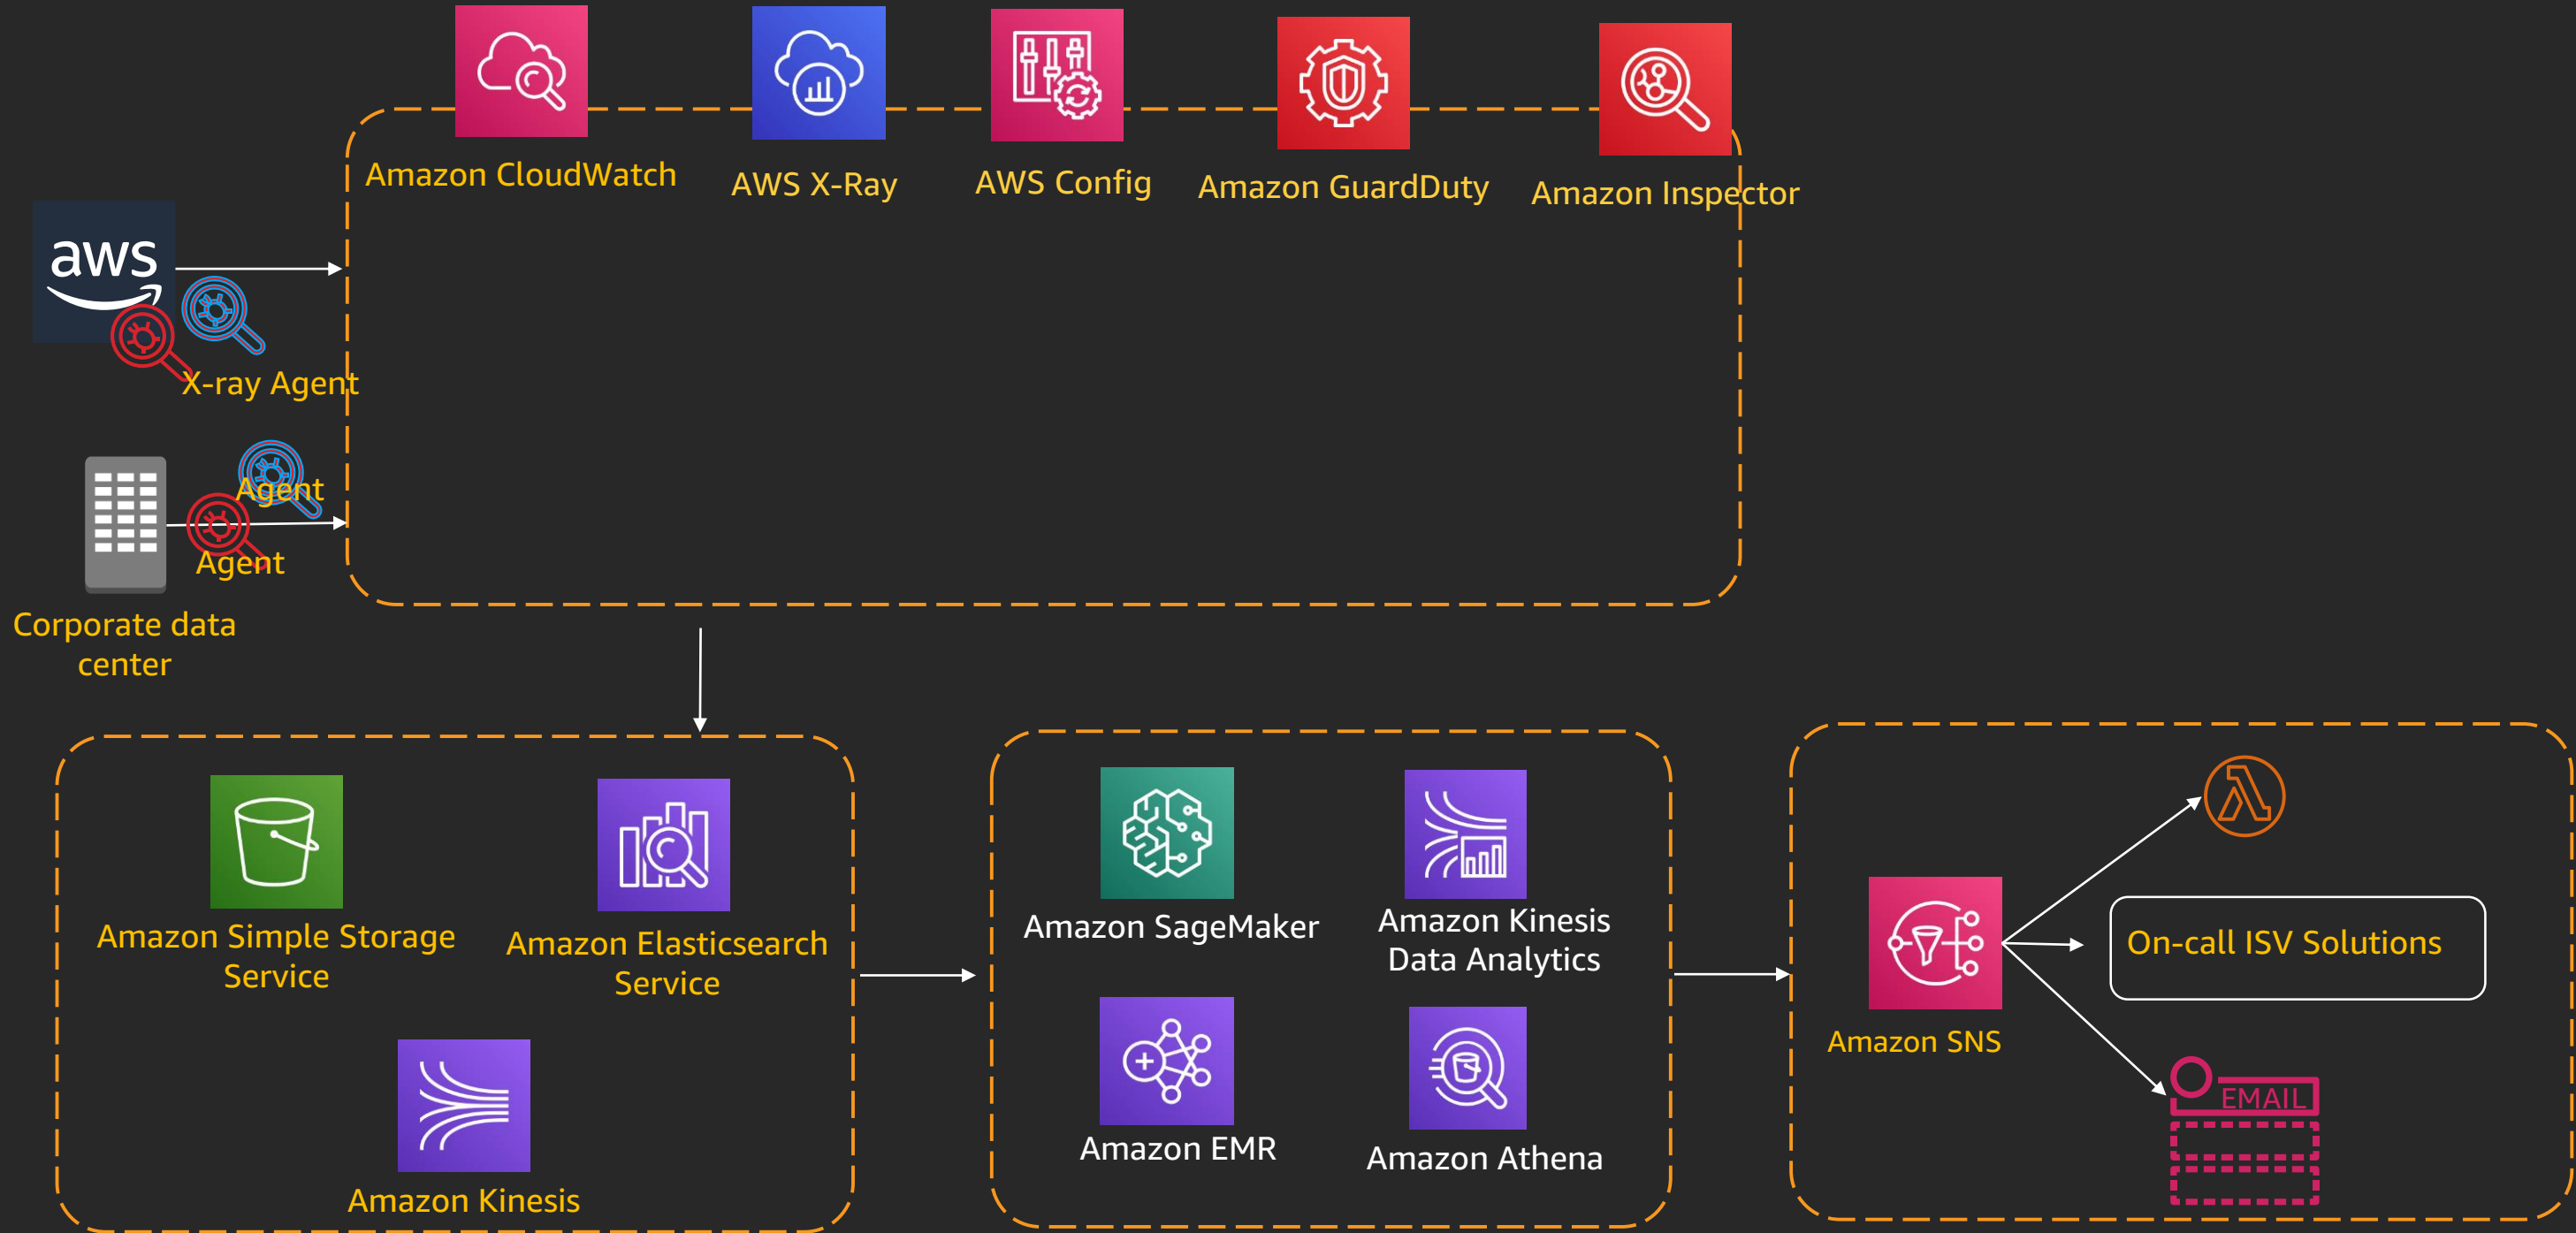 Amazon CloudWatch
AWS X-Ray
AWS Config
Amazon GuardDuty
Amazon Inspector
aws
X-ray Agent
Agent
Agent
Corporate data
center
Amazon Simple Storage
Service
Amazon Elasticsearch
Service
Amazon Kinesis
Amazon SageMaker
Amazon Kinesis
Data Analytics
Amazon EMR
Amazon Athena
Amazon SNS
On-call ISV Solutions
EMAIL